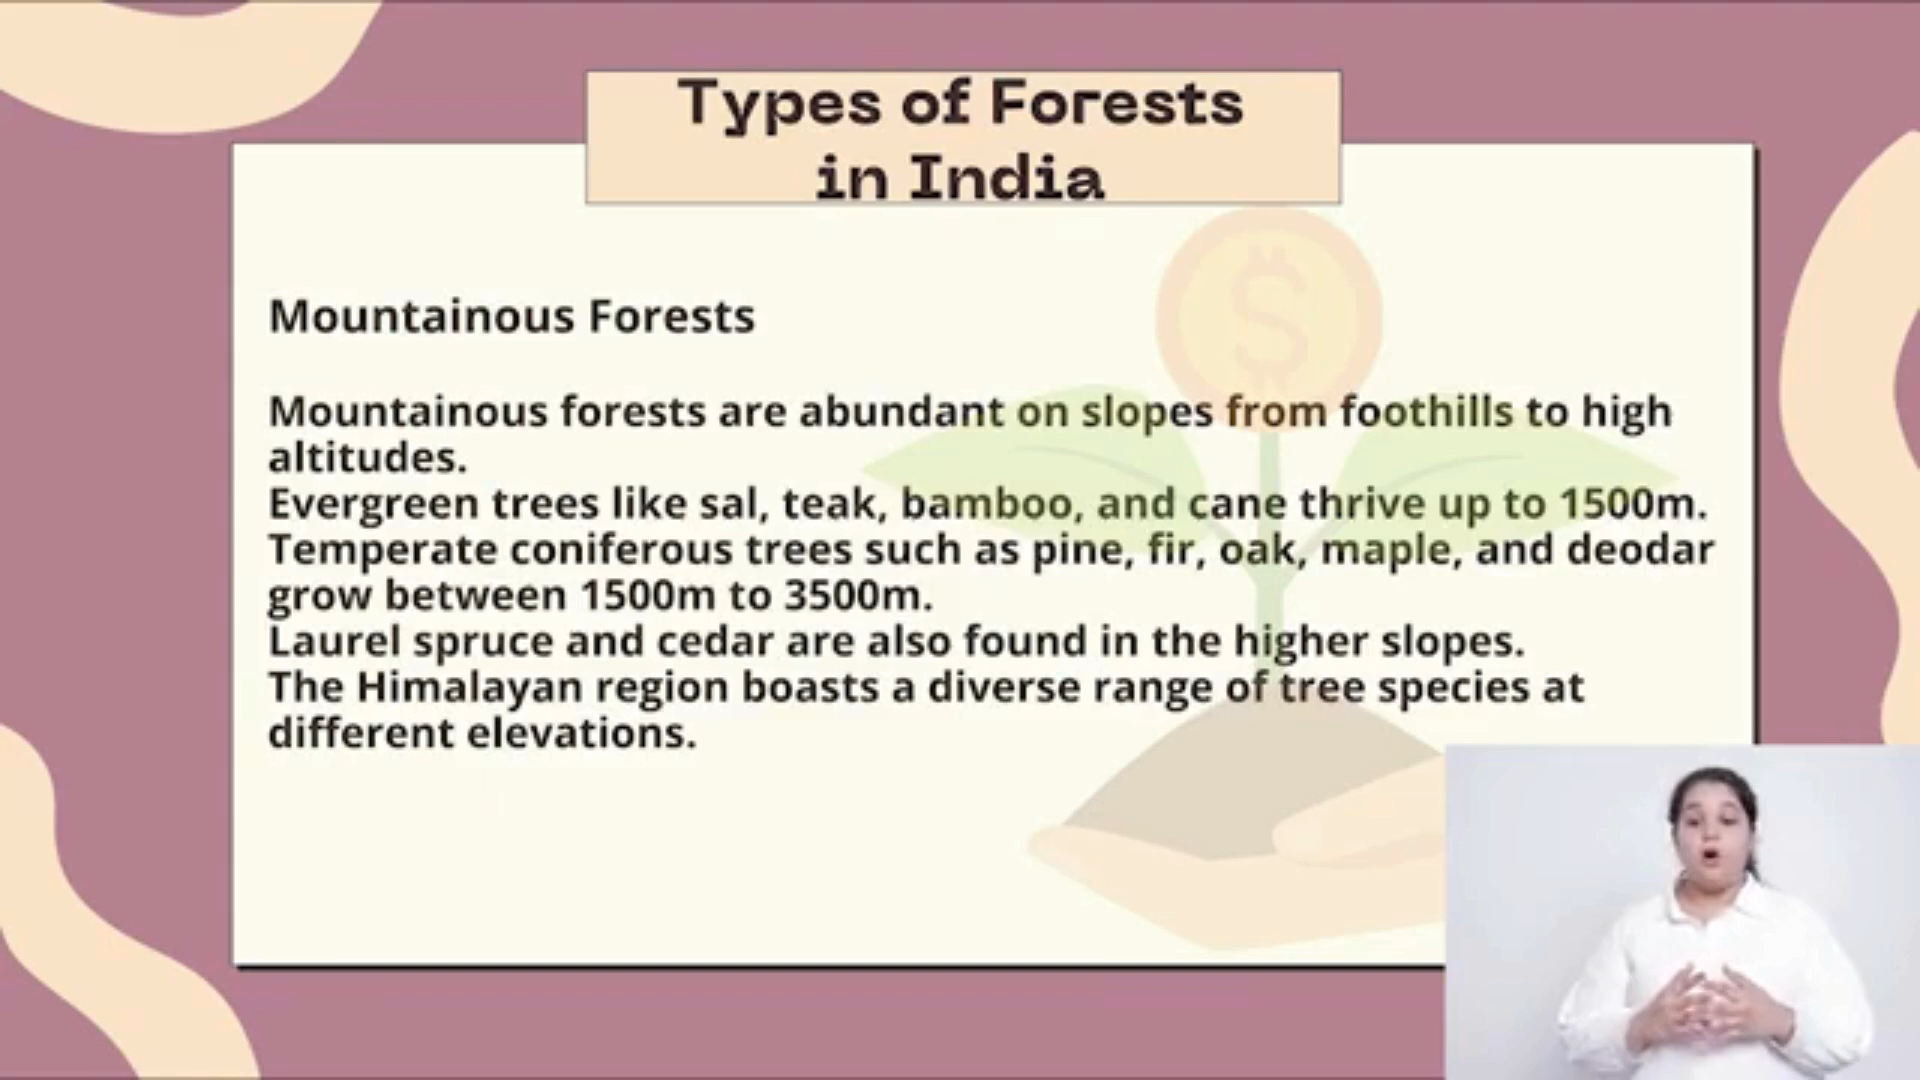 Types of Forests
in India
Mountainous Forests
Mountainous forests are abundant on slopes from foothills to high
altitudes.
Evergreen trees like sal, teak, bamboo, and cane thrive up to 1500m.
Temperate coniferous trees such as pine, fir, oak, maple, and deodar
grow between 1500m to 3500m.
Laurel spruce and cedar are also found in the higher slopes.
The Himalayan region boasts a diverse range of tree species at
different elevations.